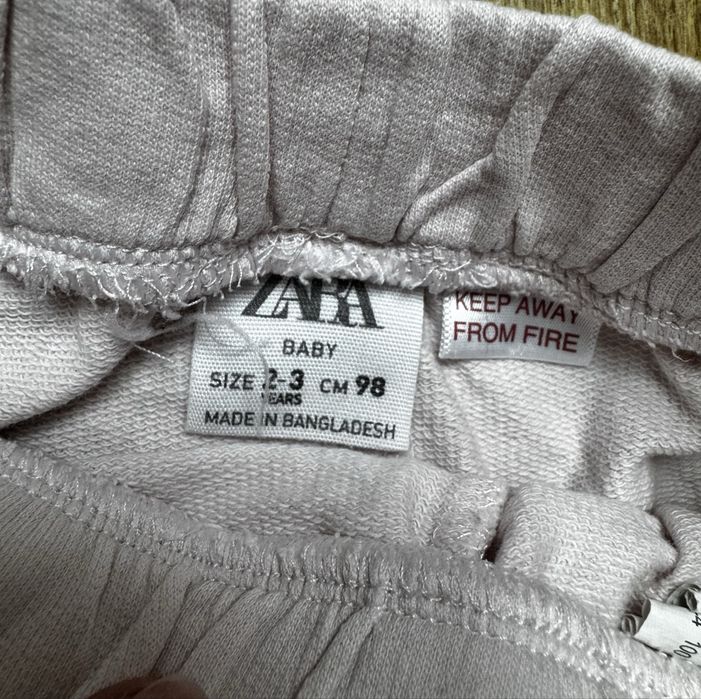 ZARA
BABY
SIZE 2-3 CM 98
YEARS
MADE IN BANGLADESH
KEEP AWAY
FROM FIRE